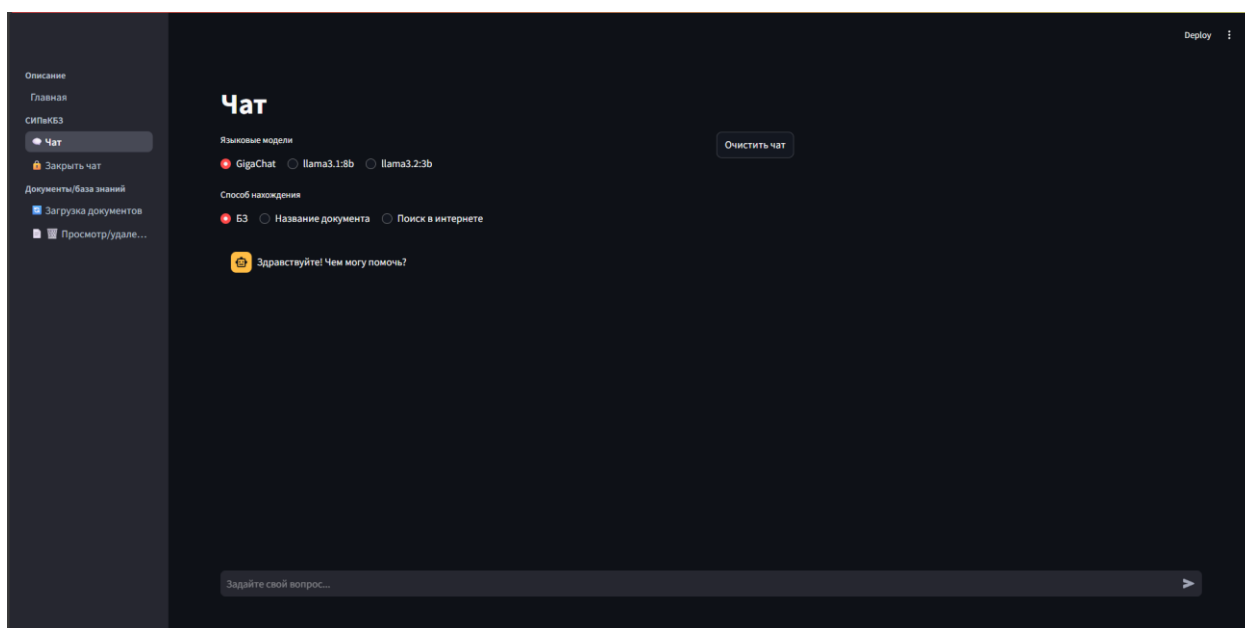 Deploy
Описание
Главная
СИПвКБЗ
Чат
Закрыть чат
Документы/база знаний
Загрузка документов
Просмотр/удале...
Чат
Языковые модели
GigaChat llama3.1:8b llama3.2:3b
Очистить чат
Способ нахождения
БЗ Название документа Поиск в интернете
Здравствуйте! Чем могу помочь?
Задайте свой вопрос...